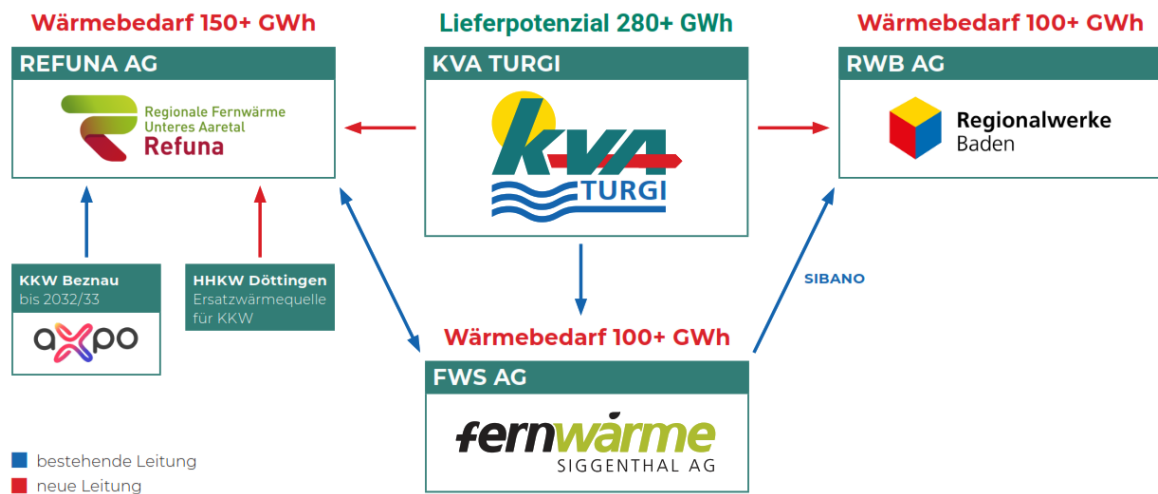 Wärmebedarf 150+ GWh
REFUNA AG
Regionale Fernwärme
Unteres Aaretal
Refuna
Lieferpotenzial 280+ GWh
KVA TURGI
kva
TURGI
Wärmebedarf 100+ GWh
RWB AG
Regionalwerke
Baden
KKW Beznau
bis 2032/33
axpo
HHKW Döttingen
Ersatzwärmequelle
für KKW
SIBANO
Wärmebedarf 100+ GWh
FWS AG
fernwärme
SIGGENTHAL AG
bestehende Leitung
neue Leitung